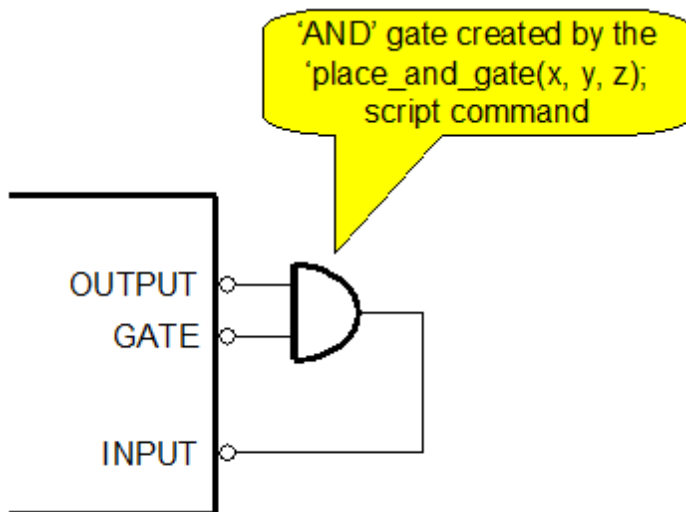 ‘AND’ gate created by the
‘place_and_gate(x, y, z);
script command
OUTPUT
GATE
INPUT